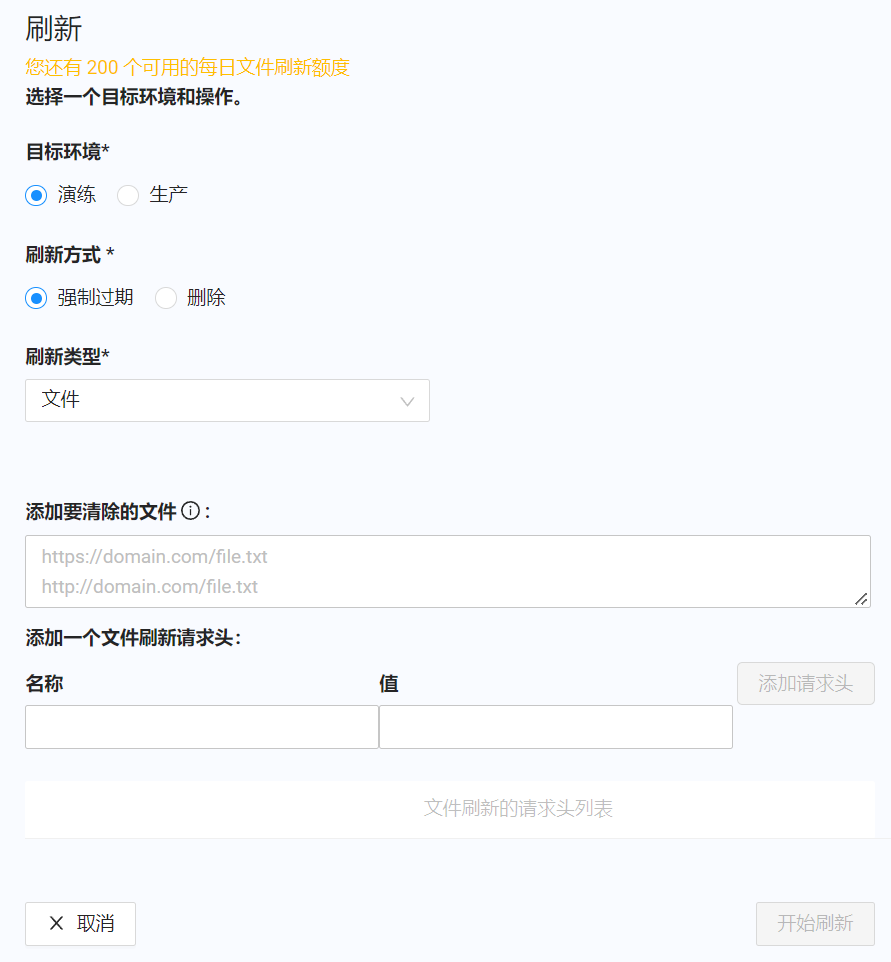 刷新
您还有 200 个可用的每日文件刷新额度
选择一个目标环境和操作。
目标环境*
演练 生产
刷新方式 *
强制过期 删除
刷新类型*
文件
添加要清除的文件 :
https://domain.com/file.txt
http://domain.com/file.txt
添加一个文件刷新请求头:
名称 值 添加请求头
文件刷新的请求头列表
取消 开始刷新